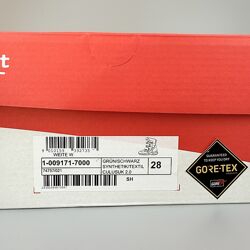 t
WEITE W
1-009171-7000
GRÜN/SCHWARZ
SYNTHETIK/TEXTIL
CULUSUK 2.0
28
SH
GUARANTEED
TO KEEP YOU DRY
GORE-TEX